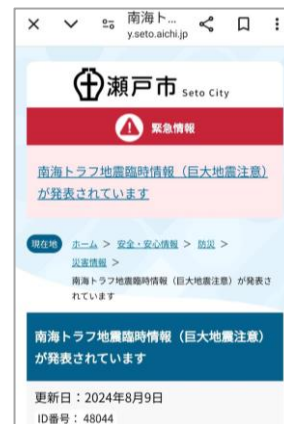 南海ト...
y.seto.aichi.jp
瀬戸市 Seto City
緊急情報
南海トラフ地震臨時情報（巨大地震注意）
が発表されています
現在地 ホーム > 安全・安心情報 > 防災 >
災害情報 >
南海トラフ地震臨時情報（巨大地震注意）が発表さ
れています
南海トラフ地震臨時情報（巨大地震注意）
が発表されています
更新日：2024年8月9日
ID番号： 48044